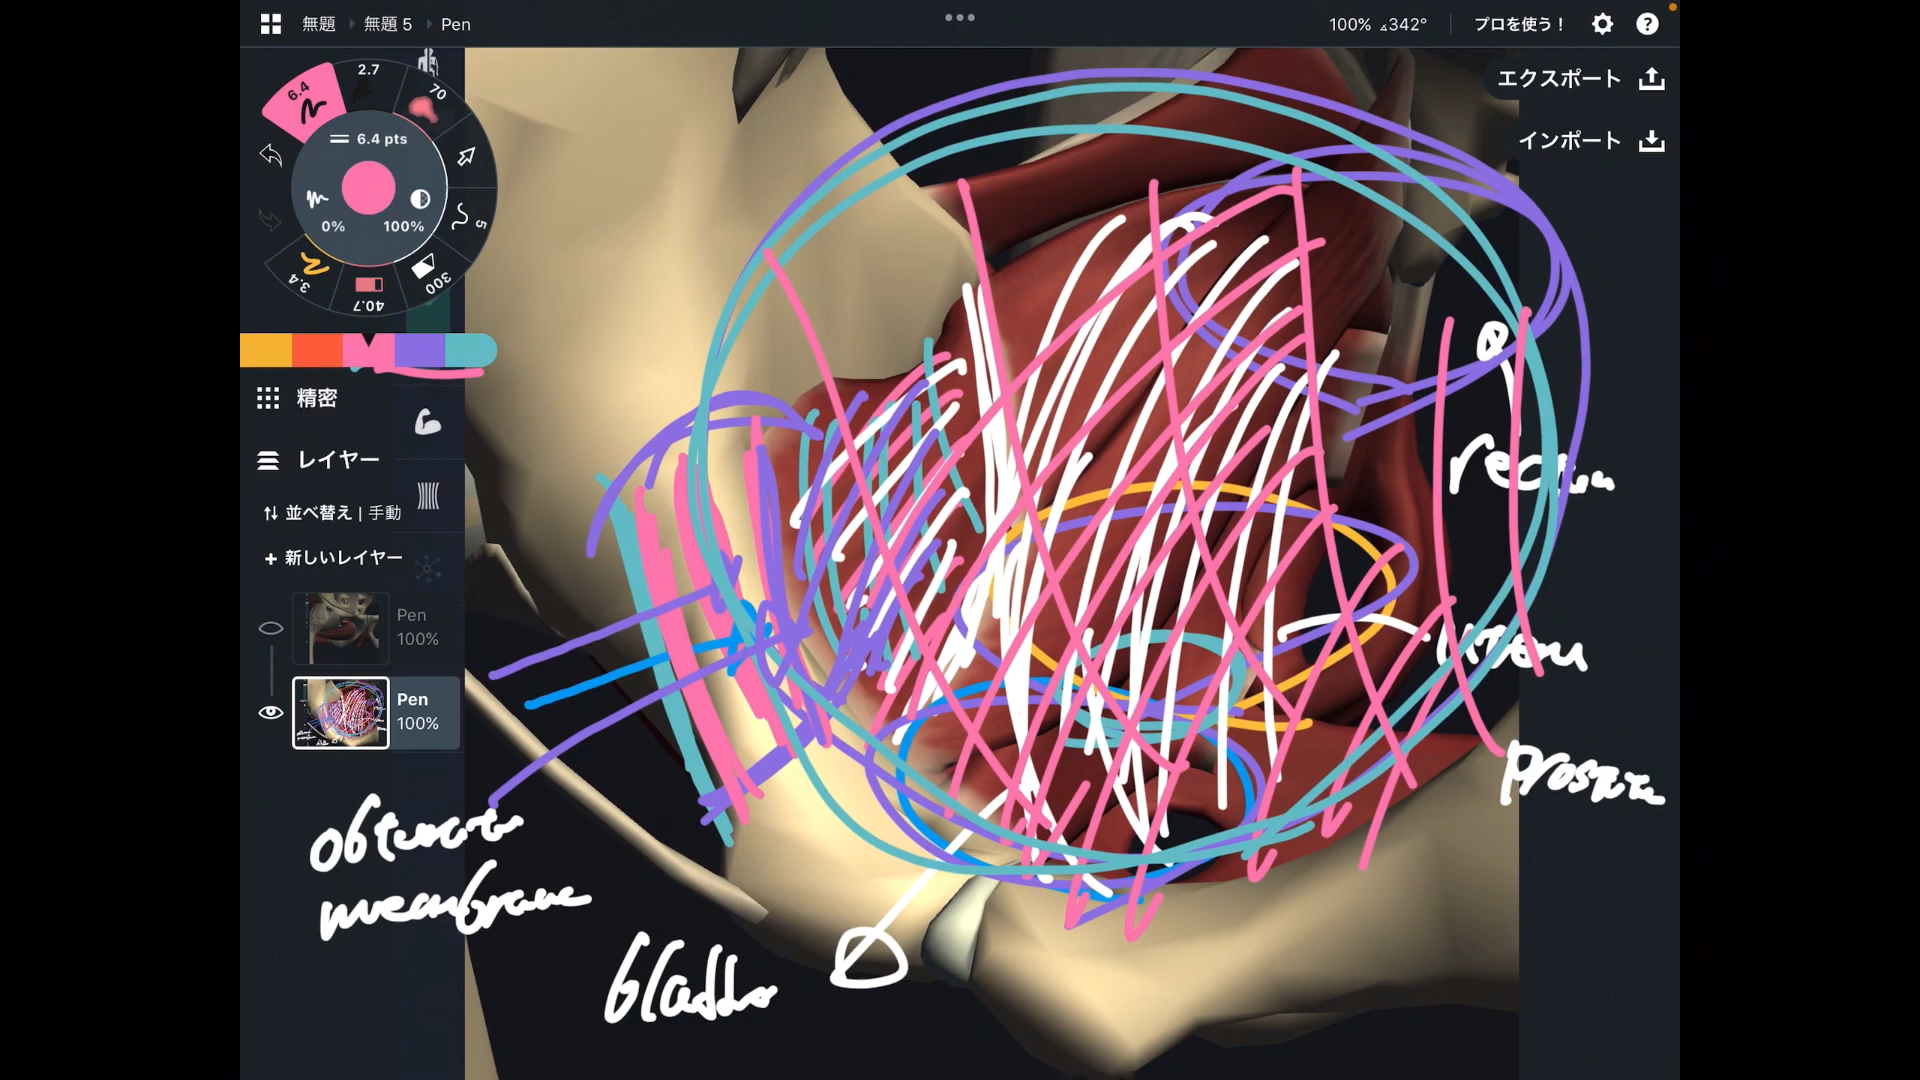 無題 無題 5 Pen
100% ⊿342°
プロを使う!
エクスポート
インポート
2.7
6.4
70
6.4 pts
0%
100%
5
3.4
40.7
300
精密
レイヤー
並べ替え | 手動
+ 新しいレイヤー
Pen
100%
Pen
100%
obturator
membrane
bladder